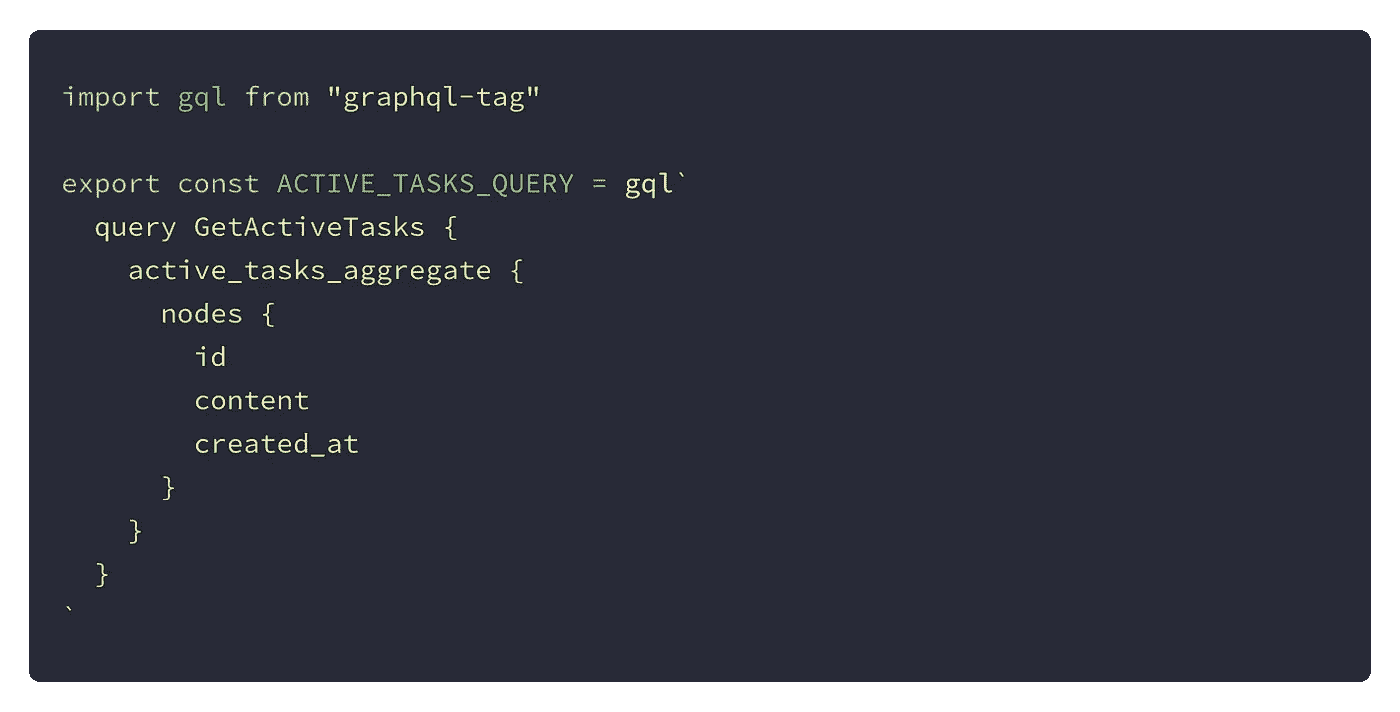 import gql from "graphql-tag"

export const ACTIVE_TASKS_QUERY = gql`
  query GetActiveTasks {
    active_tasks_aggregate {
      nodes {
        id
        content
        created_at
      }
    }
  }
`